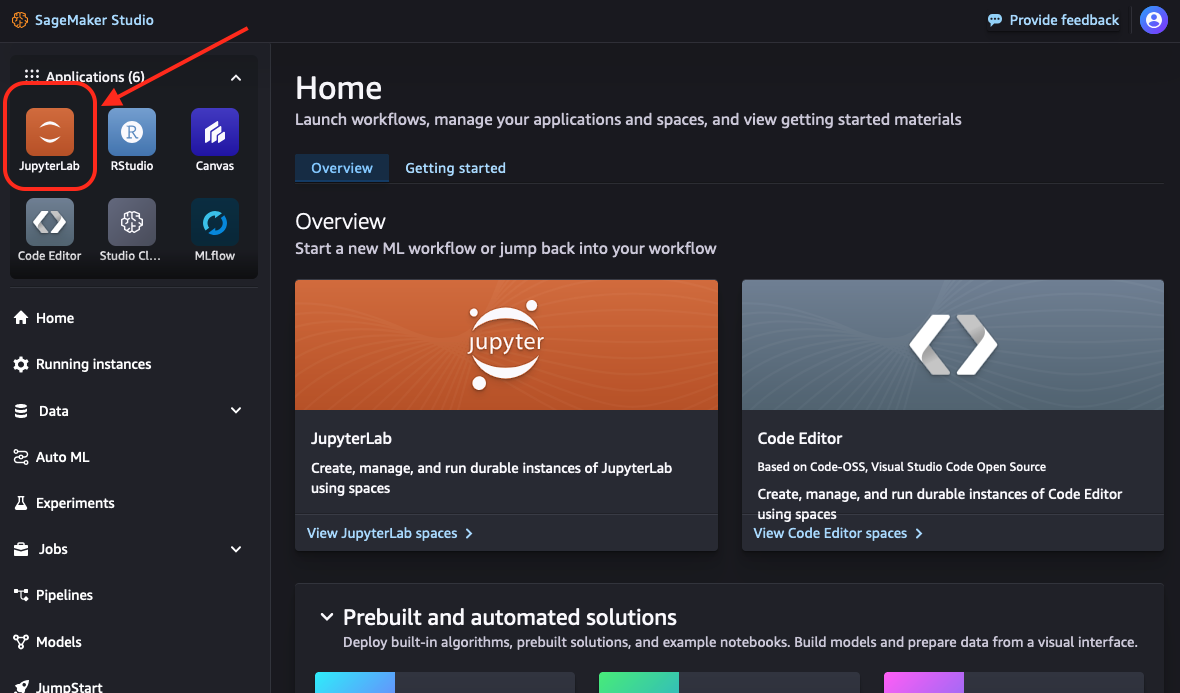 SageMaker Studio
Provide feedback
Applications (6)
JupyterLab
RStudio
Canvas
Code Editor
Studio Cl...
MLflow
Home
Running instances
Data
Auto ML
Experiments
Jobs
Pipelines
Models
JumpStart
Home
Launch workflows, manage your applications and spaces, and view getting started materials
Overview
Getting started
Overview
Start a new ML workflow or jump back into your workflow
jupyter
JupyterLab
Create, manage, and run durable instances of JupyterLab
using spaces
View JupyterLab spaces
Code Editor
Based on Code-OSS, Visual Studio Code Open Source
Create, manage, and run durable instances of Code Editor
using spaces
View Code Editor spaces
Prebuilt and automated solutions
Deploy built-in algorithms, prebuilt solutions, and example notebooks. Build models and prepare data from a visual interface.